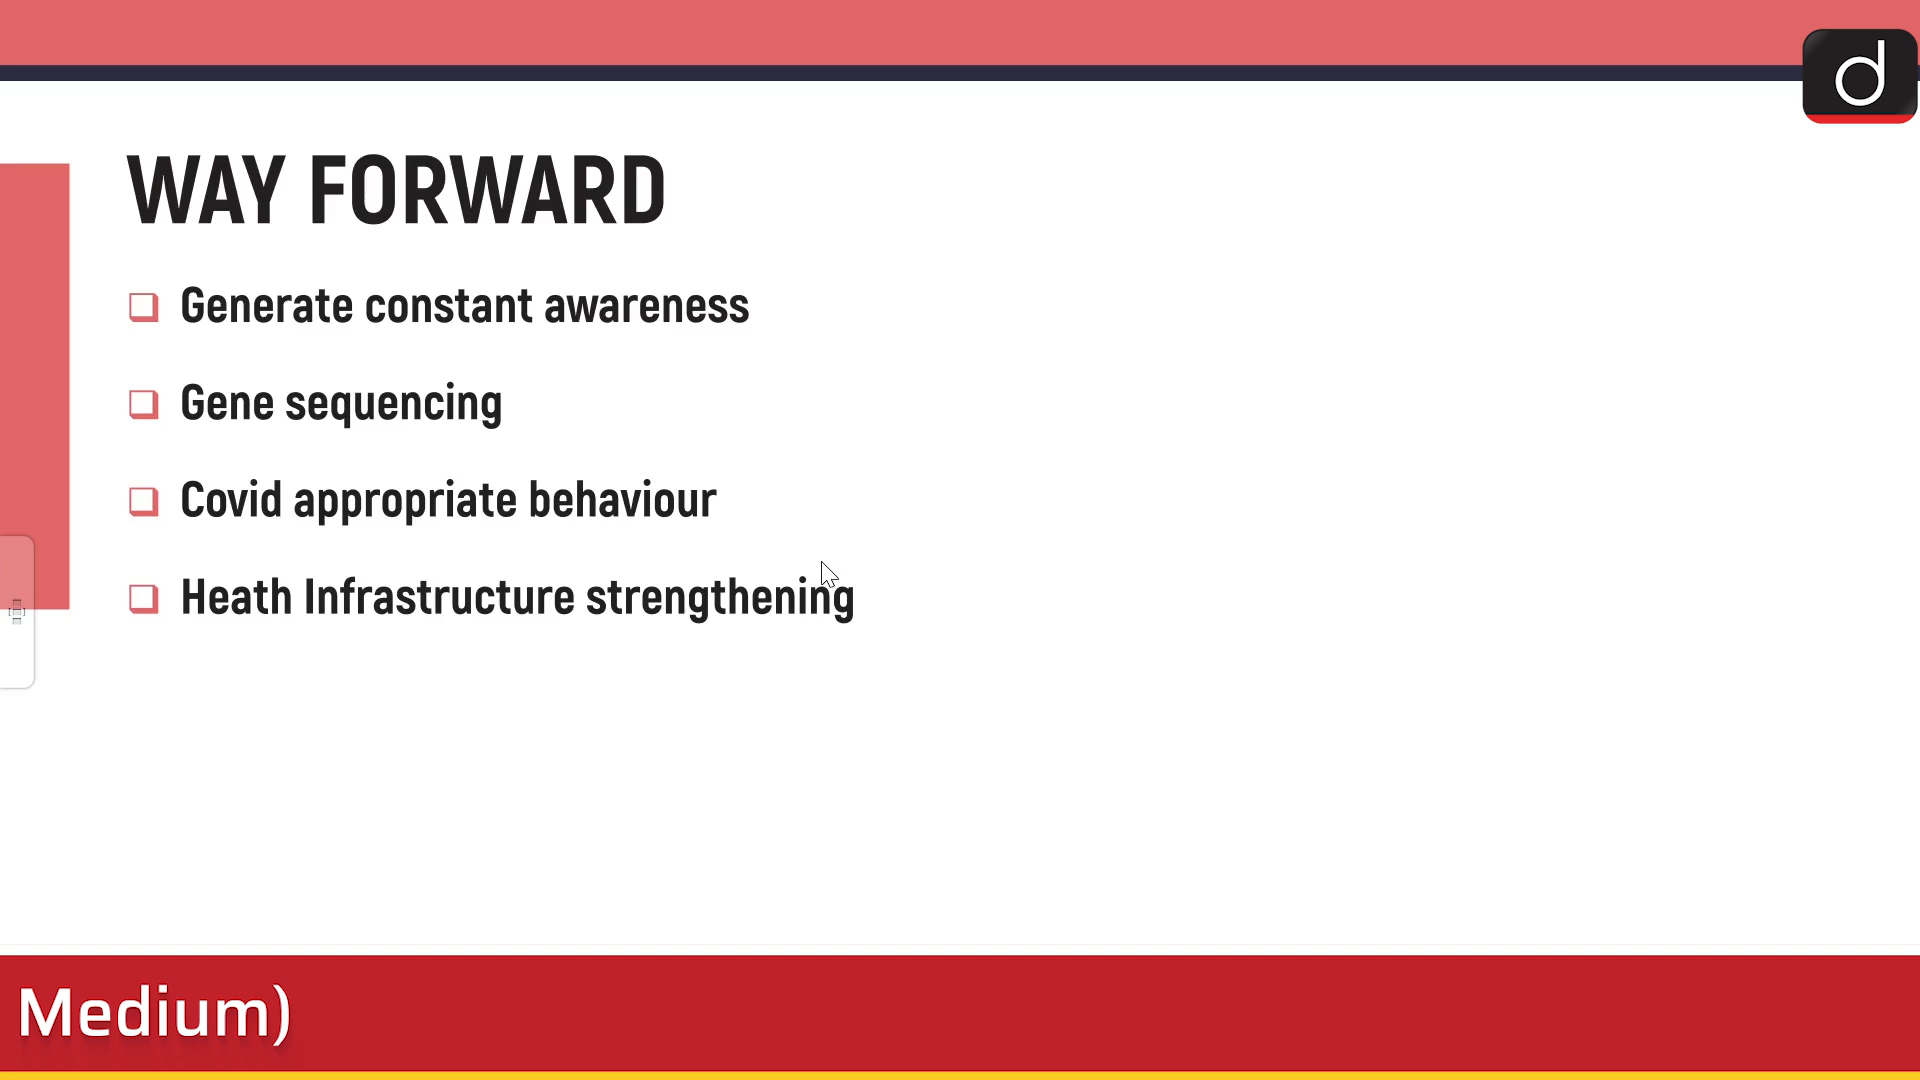 d
WAY FORWARD
Generate constant awareness
Gene sequencing
Covid appropriate behaviour
Heath Infrastructure strengthening
Medium)